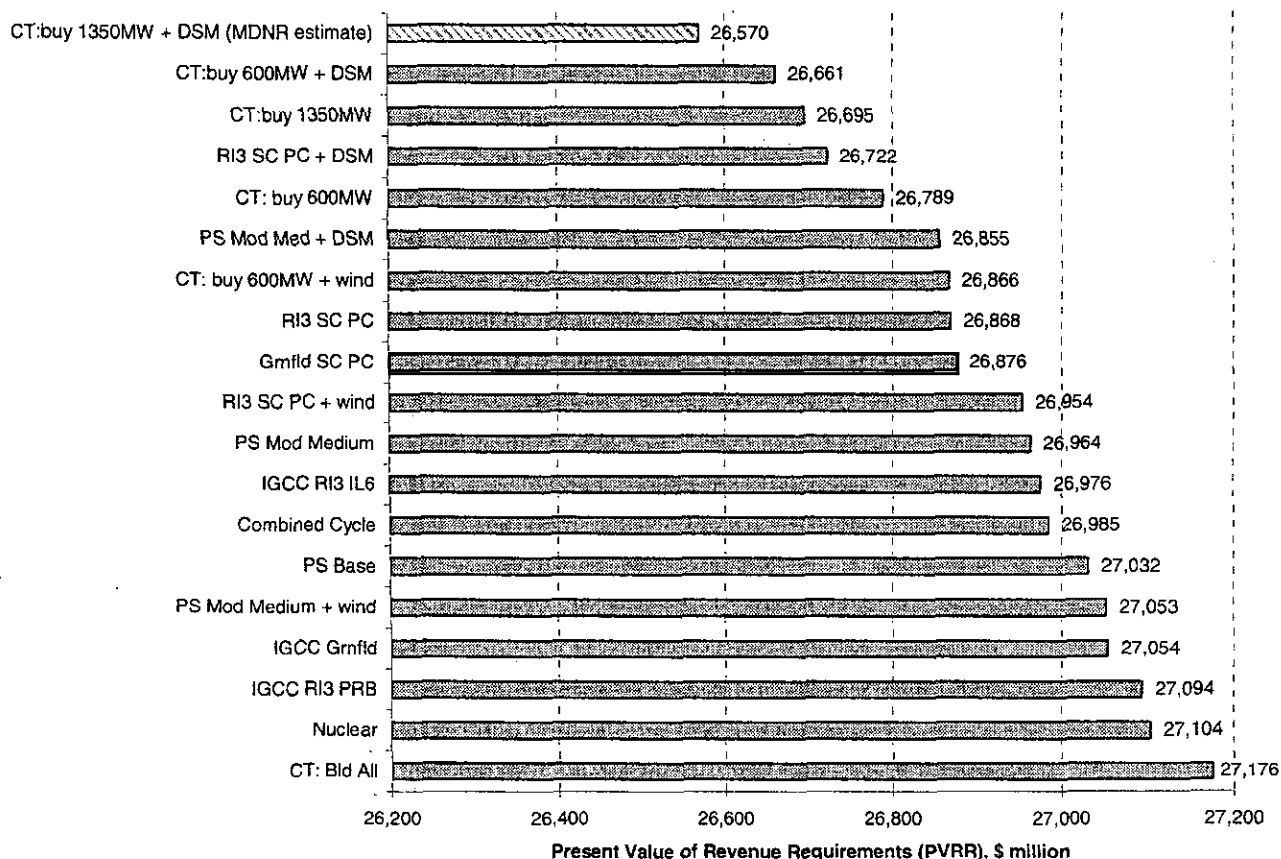 CT:buy 1350MW + DSM (MDNR estimate) 26,570
CT:buy 600MW + DSM 26,661
CT:buy 1350MW 26,695
RI3 SC PC + DSM 26,722
CT: buy 600MW 26,789
PS Mod Med + DSM 26,855
CT: buy 600MW + wind 26,866
RI3 SC PC 26,868
Grnfld SC PC 26,876
RI3 SC PC + wind 26,954
PS Mod Medium 26,964
IGCC RI3 IL6 26,976
Combined Cycle 26,985
PS Base 27,032
PS Mod Medium + wind 27,053
IGCC Grnfld 27,054
IGCC RI3 PRB 27,094
Nuclear 27,104
CT: Bld All 27,176
26,200 26,400 26,600 26,800 27,000 27,200
Present Value of Revenue Requirements (PVRR), $ million